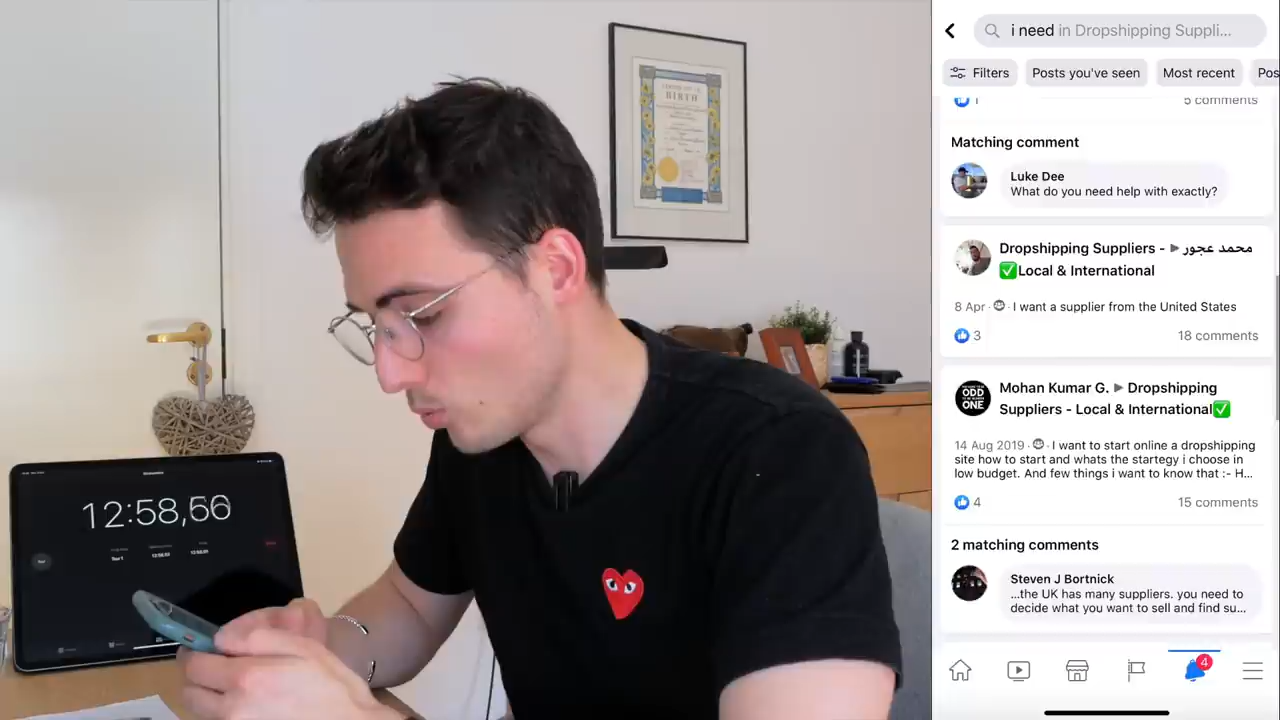 i need in Dropshipping Suppli...
Filters
Posts you've seen
Most recent
Pos
1
5 comments
Matching comment
Luke Dee
What do you need help with exactly?
Dropshipping Suppliers - ▶ محمد عجور
✅Local & International
8 Apr · I want a supplier from the United States
3
18 comments
Mohan Kumar G. ▶ Dropshipping
Suppliers - Local & International✅
14 Aug 2019 · I want to start online a dropshipping
site how to start and whats the startegy i choose in
low budget. And few things i want to know that :- H...
4
15 comments
2 matching comments
Steven J Bortnick
...the UK has many suppliers. you need to
decide what you want to sell and find su...
4
BIRTH
12:58,56